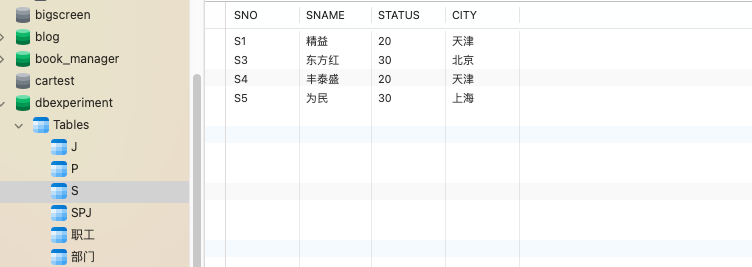 bigscreen
blog
book_manager
cartest
dbexperiment
Tables
J
P
S
SPJ
职工
部门
SNO SNAME STATUS CITY
S1 精益 20 天津
S3 东方红 30 北京
S4 丰泰盛 20 天津
S5 为民 30 上海